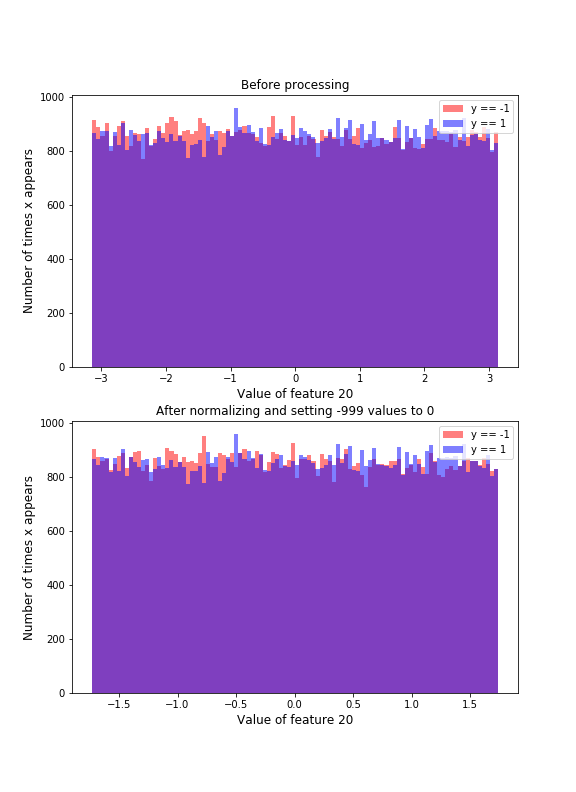 Before processing
Number of times x appears
1000
800
600
400
200
0
y == -1
y == 1
−3 −2 −1 0 1 2 3
Value of feature 20
After normalizing and setting -999 values to 0
Number of times x appears
1000
800
600
400
200
0
y == -1
y == 1
−1.5 −1.0 −0.5 0.0 0.5 1.0 1.5
Value of feature 20